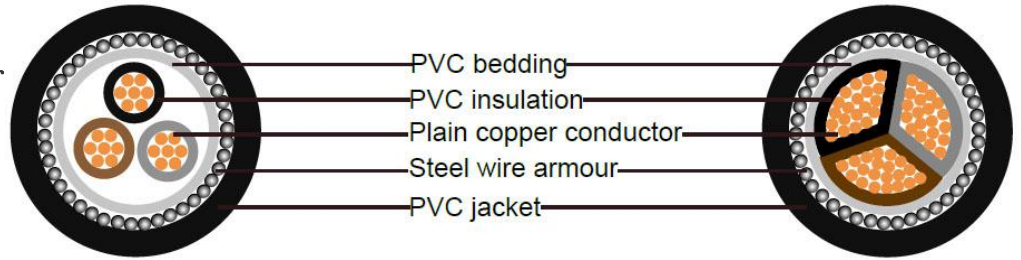 PVC bedding
PVC insulation
Plain copper conductor
Steel wire armour
PVC jacket